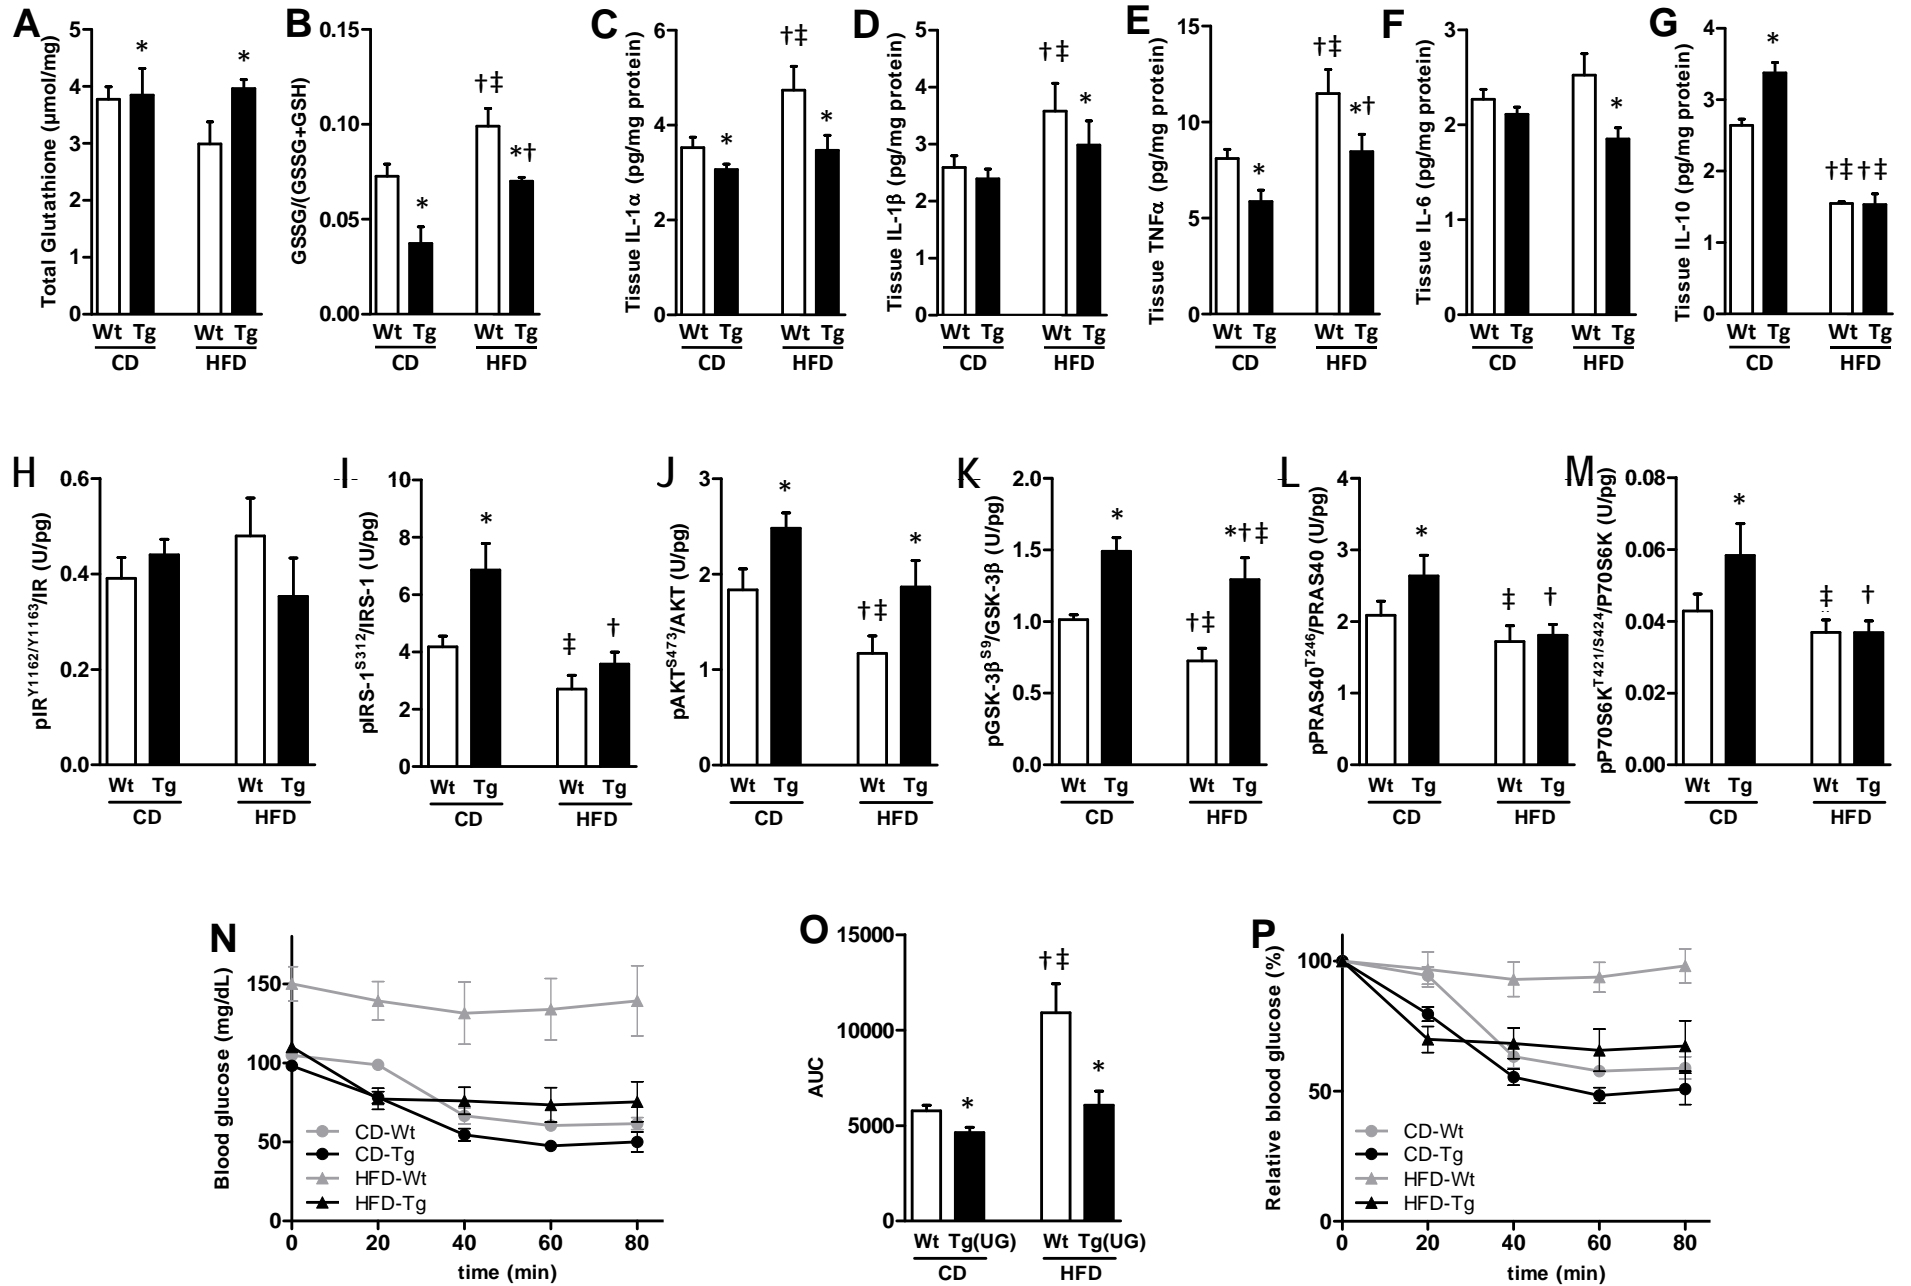 A
Total Glutathione (µmol/mg)
5
4
3
2
1
0
*
*
Wt Tg
Wt Tg
CD
HFD
B
GSSG/(GSSG+GSH)
0.15
0.10
0.05
0.00
*
†‡
*†
Wt Tg
Wt Tg
CD
HFD
C
Tissue IL-1α (pg/mg protein)
6
4
2
0
*
†‡
*
Wt Tg
Wt Tg
CD
HFD
D
Tissue IL-1β (pg/mg protein)
5
4
3
2
1
0
†‡
*
Wt Tg
Wt Tg
CD
HFD
E
Tissue TNFα (pg/mg protein)
15
10
5
0
*
†‡
*†
Wt Tg
Wt Tg
CD
HFD
F
Tissue IL-6 (pg/mg protein)
3
2
1
0
*
Wt Tg
Wt Tg
CD
HFD
G
Tissue IL-10 (pg/mg protein)
4
3
2
1
0
*
†‡ †‡
Wt Tg
Wt Tg
CD
HFD
H
pIR^Y1162/Y1163/IR (U/pg)
0.6
0.4
0.2
0.0
Wt Tg
Wt Tg
CD
HFD
I
pIRS-1^S312/IRS-1 (U/pg)
10
8
6
4
2
0
*
‡
†
Wt Tg
Wt Tg
CD
HFD
J
pAKT^S473/AKT (U/pg)
3
2
1
0
*
†‡
*
Wt Tg
Wt Tg
CD
HFD
K
pGSK-3β^S9/GSK-3β (U/pg)
2.0
1.5
1.0
0.5
0.0
*
†‡
*†‡
Wt Tg
Wt Tg
CD
HFD
L
pPRAS40^T246/PRAS40 (U/pg)
4
3
2
1
0
*
‡
†
Wt Tg
Wt Tg
CD
HFD
M
pP70S6K^T421/S424/P70S6K (U/pg)
0.08
0.06
0.04
0.02
0.00
*
‡
†
Wt Tg
Wt Tg
CD
HFD
N
Blood glucose (mg/dL)
150
100
50
0
CD-Wt
CD-Tg
HFD-Wt
HFD-Tg
0 20 40 60 80
time (min)
O
AUC
15000
10000
5000
0
*
†‡
*
Wt Tg(UG)
Wt Tg(UG)
CD
HFD
P
Relative blood glucose (%)
100
50
0
CD-Wt
CD-Tg
HFD-Wt
HFD-Tg
0 20 40 60 80
time (min)